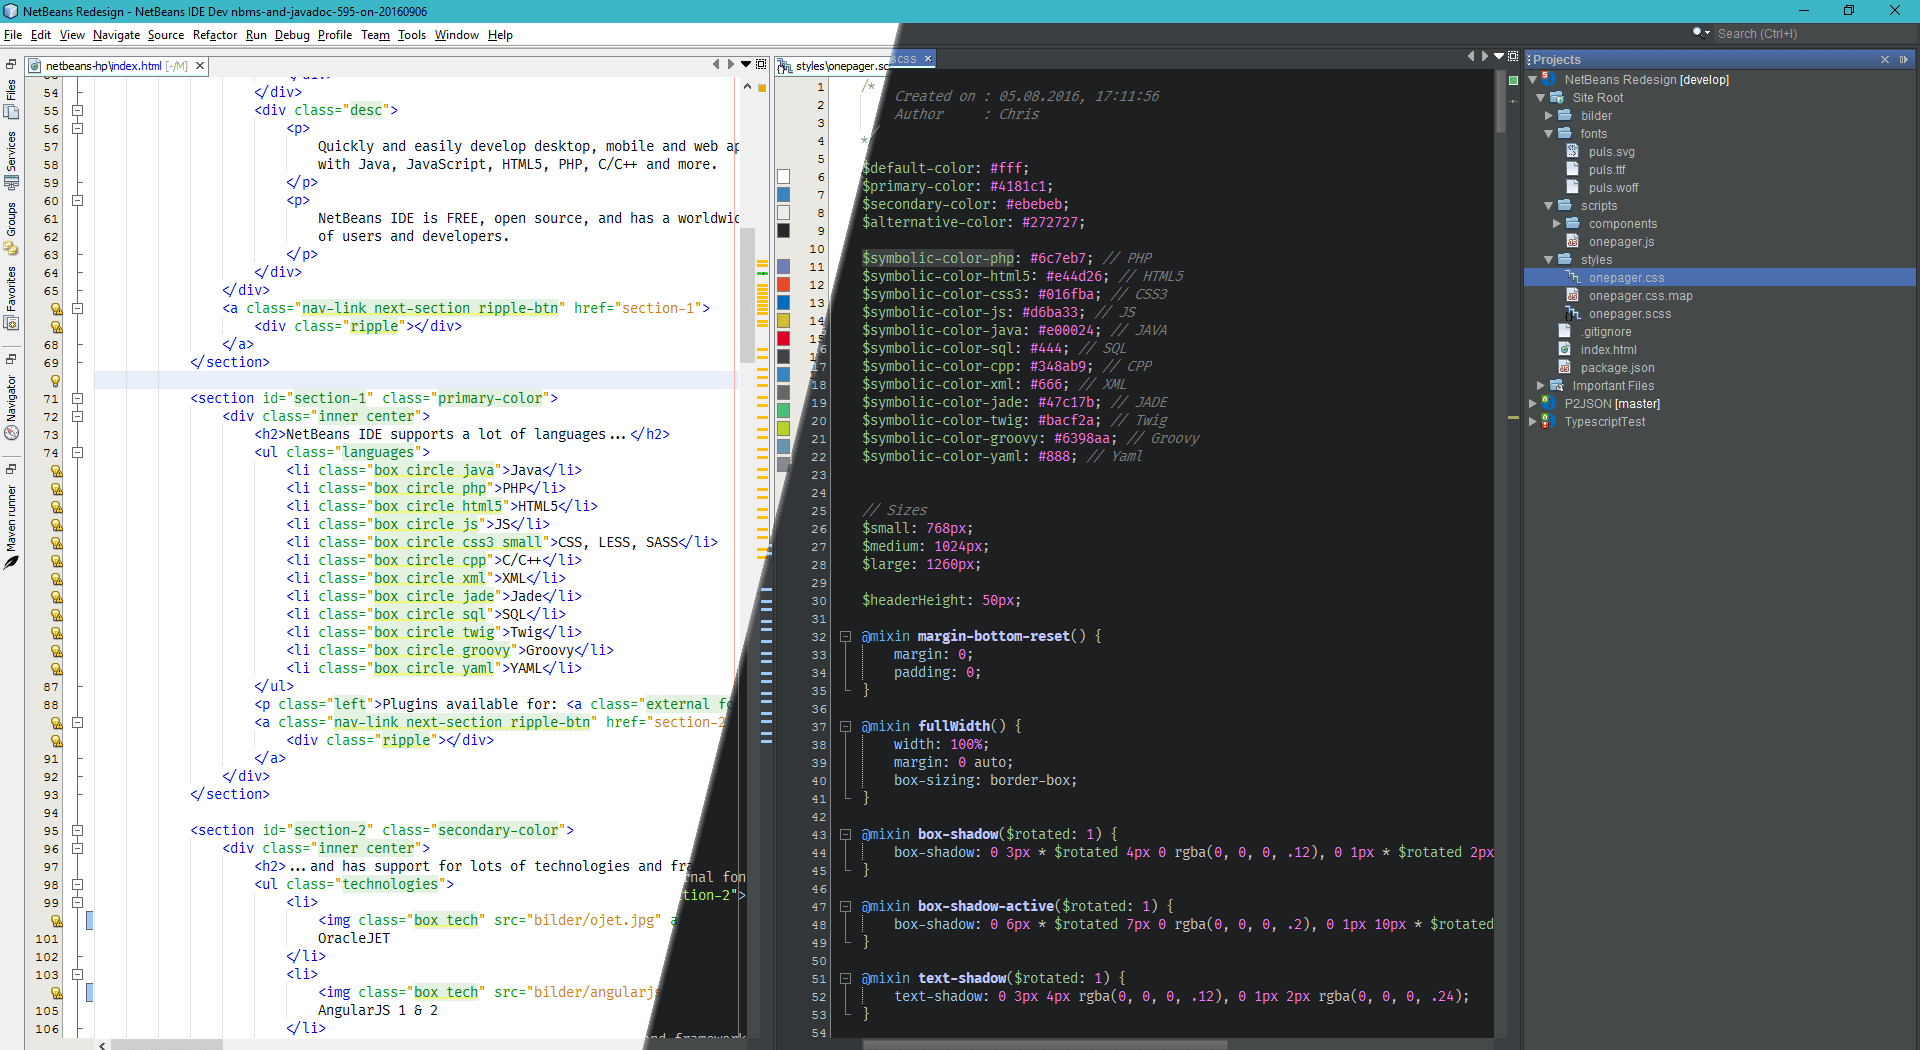 NetBeans Redesign - NetBeans IDE Dev nbms-and-javadoc-595-on-20160906
File Edit View Navigate Source Refactor Run Debug Profile Team Tools Window Help
Search (Ctrl+I)
Files
Services
Groups
Favorites
Navigator
Maven runner
netbeans-hp\index.html [-/M]
54 </div>
55 <div class="desc">
56 <p>
57 Quickly and easily develop desktop, mobile and web ap
58 with Java, JavaScript, HTML5, PHP, C/C++ and more.
59 </p>
60 <p>
61 NetBeans IDE is FREE, open source, and has a worldwid
62 of users and developers.
63 </p>
64 </div>
65 </div>
<a class="nav-link next-section ripple-btn" href="section-1">
<div class="ripple"></div>
68 </a>
69 </section>
71 <section id="section-1" class="primary-color">
72 <div class="inner center">
73 <h2>NetBeans IDE supports a lot of languages...</h2>
74 <ul class="languages">
<li class="box circle java">Java</li>
<li class="box circle php">PHP</li>
<li class="box circle html5">HTML5</li>
<li class="box circle js">JS</li>
<li class="box circle css3 small">CSS, LESS, SASS</li>
<li class="box circle cpp">C/C++</li>
<li class="box circle xml">XML</li>
<li class="box circle jade">Jade</li>
<li class="box circle sql">SQL</li>
<li class="box circle twig">Twig</li>
<li class="box circle groovy">Groovy</li>
<li class="box circle yaml">YAML</li>
87 </ul>
88 <p class="left">Plugins available for: <a class="external fo
<a class="nav-link next-section ripple-btn" href="section-2
<div class="ripple"></div>
91 </a>
92 </div>
93 </section>
94
95 <section id="section-2" class="secondary-color">
96 <div class="inner center">
97 <h2>...and has support for lots of technologies and fra
98 <ul class="technologies">
99 <li>
<img class="box tech" src="bilder/ojet.jpg" a
101 OracleJET
102 </li>
103 <li>
<img class="box tech" src="bilder/angularjs
105 AngularJS 1 & 2
106 </li>
rnal fon
tion-2">
nd framework
styles\onepager.scss
1 /*
2 Created on : 05.08.2016, 17:11:56
3 Author : Chris
4 */
5
6 $default-color: #fff;
7 $primary-color: #4181c1;
8 $secondary-color: #ebebeb;
9 $alternative-color: #272727;
10
11 $symbolic-color-php: #6c7eb7; // PHP
12 $symbolic-color-html5: #e44d26; // HTML5
13 $symbolic-color-css3: #016fba; // CSS3
14 $symbolic-color-js: #d6ba33; // JS
15 $symbolic-color-java: #e00024; // JAVA
16 $symbolic-color-sql: #444; // SQL
17 $symbolic-color-cpp: #348ab9; // CPP
18 $symbolic-color-xml: #666; // XML
19 $symbolic-color-jade: #47c17b; // JADE
20 $symbolic-color-twig: #bacf2a; // Twig
21 $symbolic-color-groovy: #6398aa; // Groovy
22 $symbolic-color-yaml: #888; // Yaml
23
24
25 // Sizes
26 $small: 768px;
27 $medium: 1024px;
28 $large: 1260px;
29
30 $headerHeight: 50px;
31
32 @mixin margin-bottom-reset() {
33 margin: 0;
34 padding: 0;
35 }
36
37 @mixin fullWidth() {
38 width: 100%;
39 margin: 0 auto;
40 box-sizing: border-box;
41 }
42
43 @mixin box-shadow($rotated: 1) {
44 box-shadow: 0 3px * $rotated 4px 0 rgba(0, 0, 0, .12), 0 1px * $rotated 2px
45 }
46
47 @mixin box-shadow-active($rotated: 1) {
48 box-shadow: 0 6px * $rotated 7px 0 rgba(0, 0, 0, .2), 0 1px 10px * $rotated
49 }
50
51 @mixin text-shadow($rotated: 1) {
52 text-shadow: 0 3px 4px rgba(0, 0, 0, .12), 0 1px 2px rgba(0, 0, 0, .24);
53 }
54
Projects
NetBeans Redesign [develop]
Site Root
bilder
fonts
puls.svg
puls.ttf
puls.woff
scripts
components
onepager.js
styles
onepager.css
onepager.css.map
onepager.scss
.gitignore
index.html
package.json
Important Files
P2JSON [master]
TypescriptTest